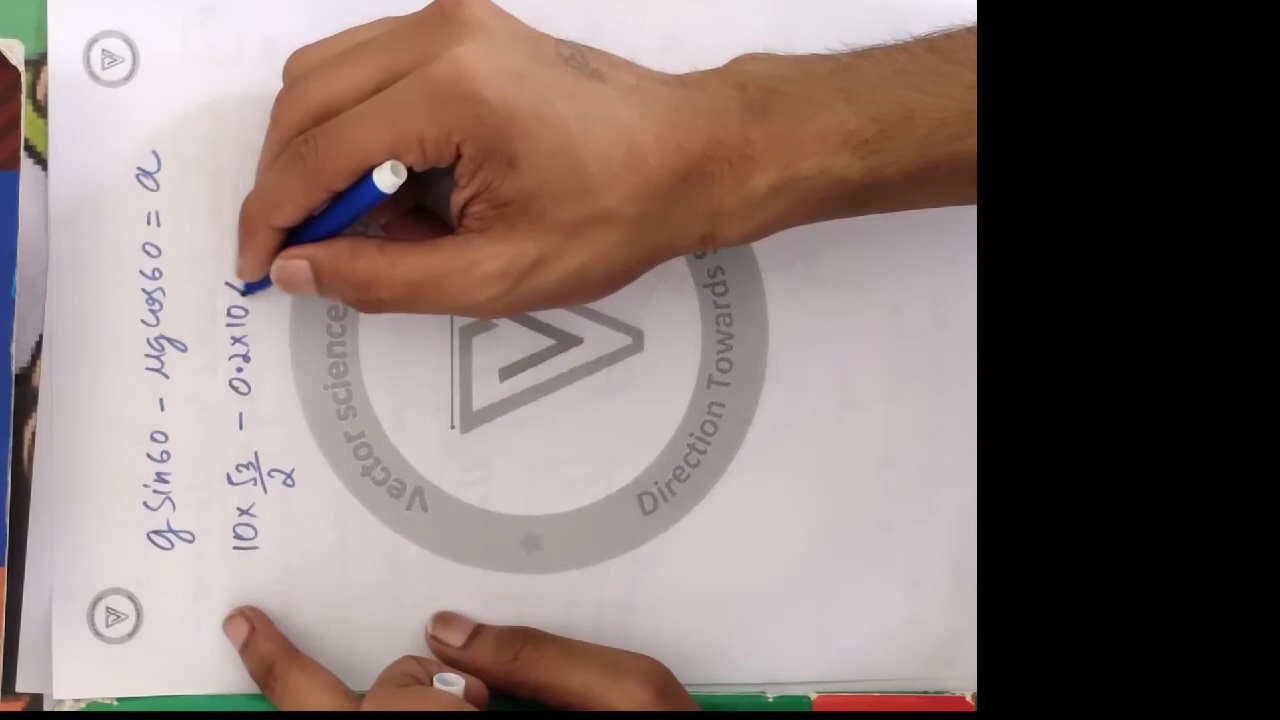 g sin60 - μg cos60 = a
10 × √3/2 - 0.2×10
Vector science
Direction Towards